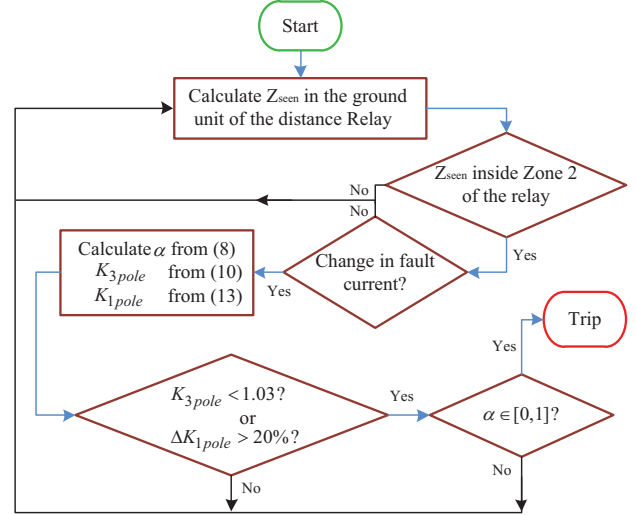 Start
Calculate Zseen in the ground
unit of the distance Relay
Zseen inside Zone 2
of the relay
No
No
Yes
Change in fault
current?
Yes
Calculate α from (8)
K3pole from (10)
K1pole from (13)
Trip
Yes
K3pole < 1.03?
or
ΔK1pole > 20%?
Yes
α ∈ [0,1]?
No
No